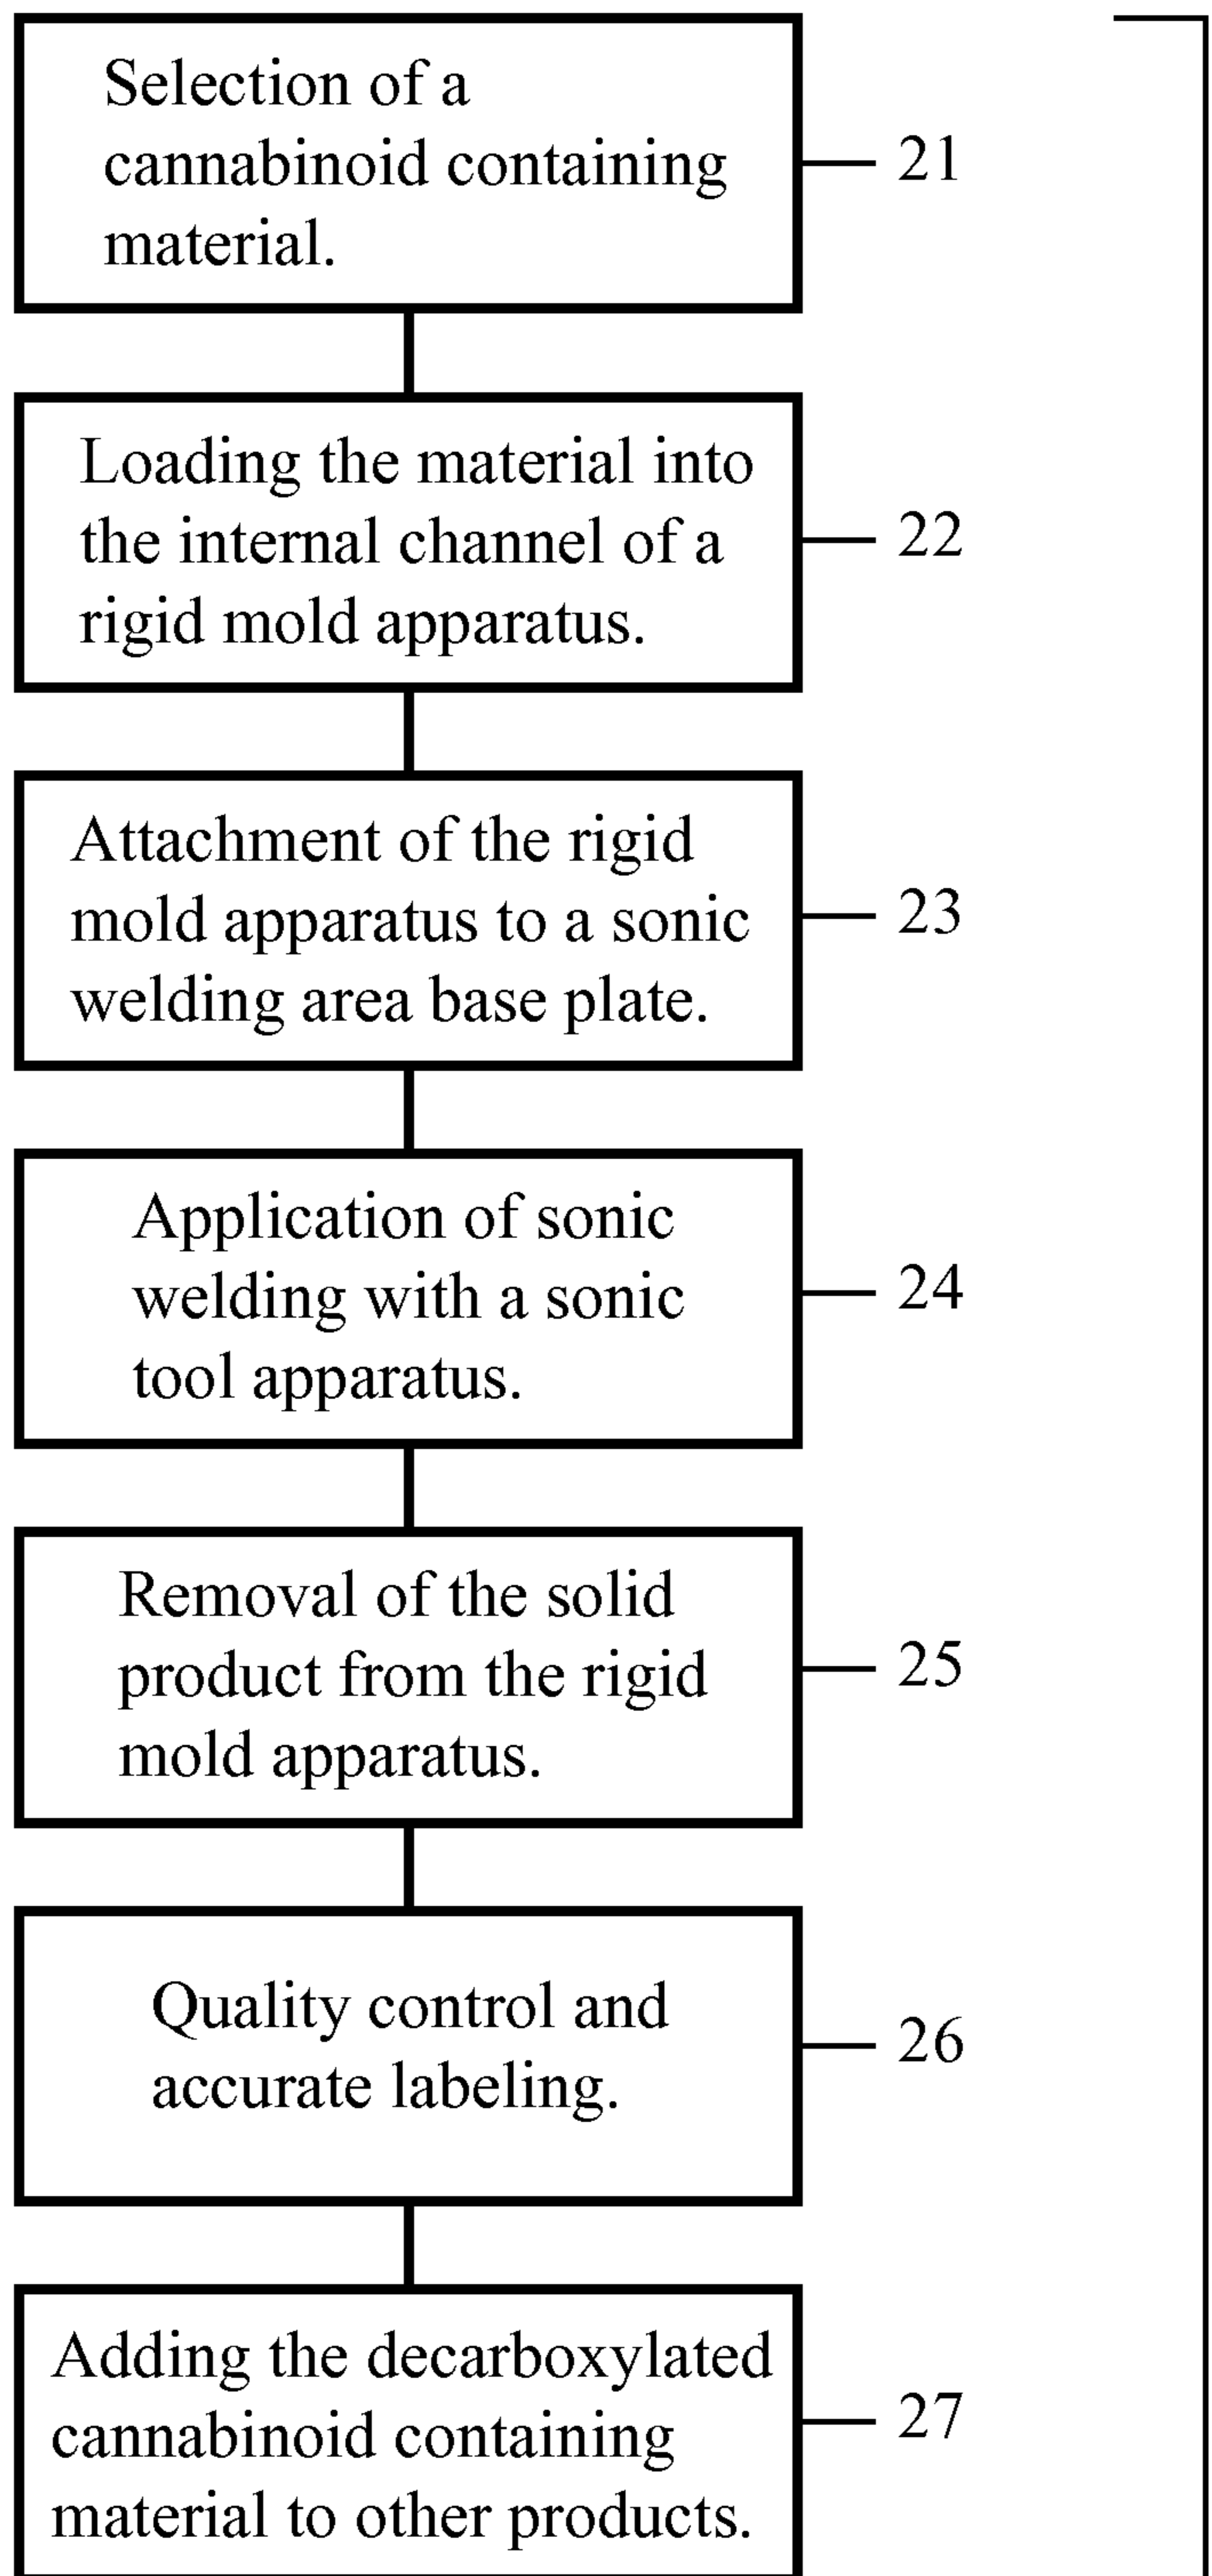 Selection of a
cannabinoid containing
material.
21
Loading the material into
the internal channel of a
rigid mold apparatus.
22
Attachment of the rigid
mold apparatus to a sonic
welding area base plate.
23
Application of sonic
welding with a sonic
tool apparatus.
24
Removal of the solid
product from the rigid
mold apparatus.
25
Quality control and
accurate labeling.
26
Adding the decarboxylated
cannabinoid containing
material to other products.
27